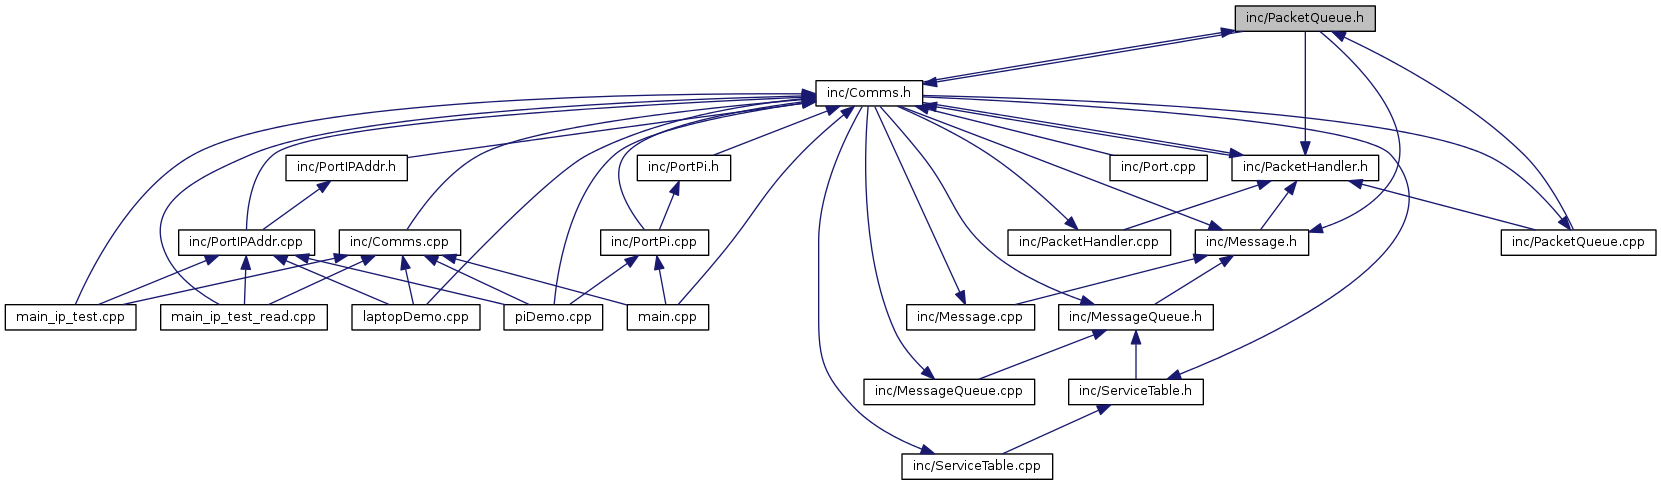 inc/PacketQueue.h
inc/Comms.h
inc/PortIPAddr.h
inc/PortPi.h
inc/Port.cpp
inc/PacketHandler.h
inc/PortIPAddr.cpp
inc/Comms.cpp
inc/PortPi.cpp
inc/PacketHandler.cpp
inc/Message.h
inc/PacketQueue.cpp
main_ip_test.cpp
main_ip_test_read.cpp
laptopDemo.cpp
piDemo.cpp
main.cpp
inc/Message.cpp
inc/MessageQueue.h
inc/MessageQueue.cpp
inc/ServiceTable.h
inc/ServiceTable.cpp